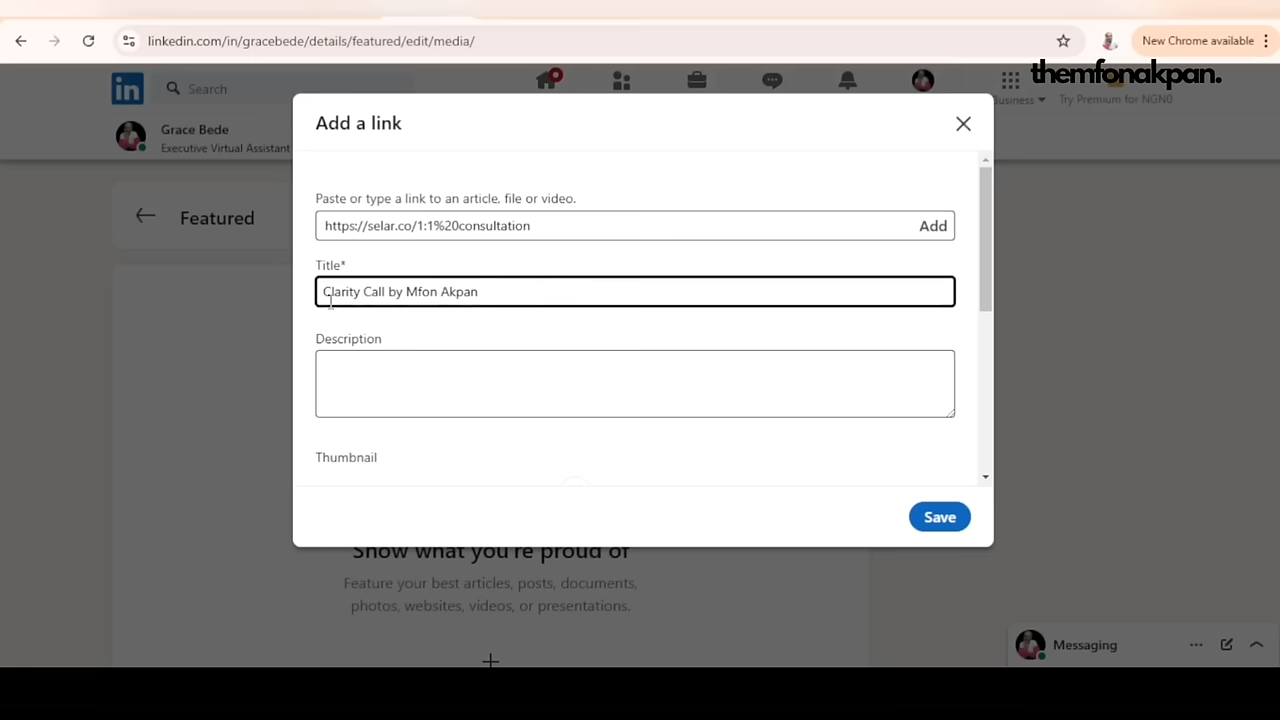 linkedin.com/in/gracebede/details/featured/edit/media/
New Chrome available
themfonakpan.
in
Search
Business
Try Premium for NGN0
Grace Bede
Executive Virtual Assistant
Add a link
Featured
Paste or type a link to an article, file or video.
https://selar.co/1:1%20consultation
Add
Title*
Clarity Call by Mfon Akpan
Description
Thumbnail
Save
Show what you're proud of
Feature your best articles, posts, documents,
photos, websites, videos, or presentations.
Messaging